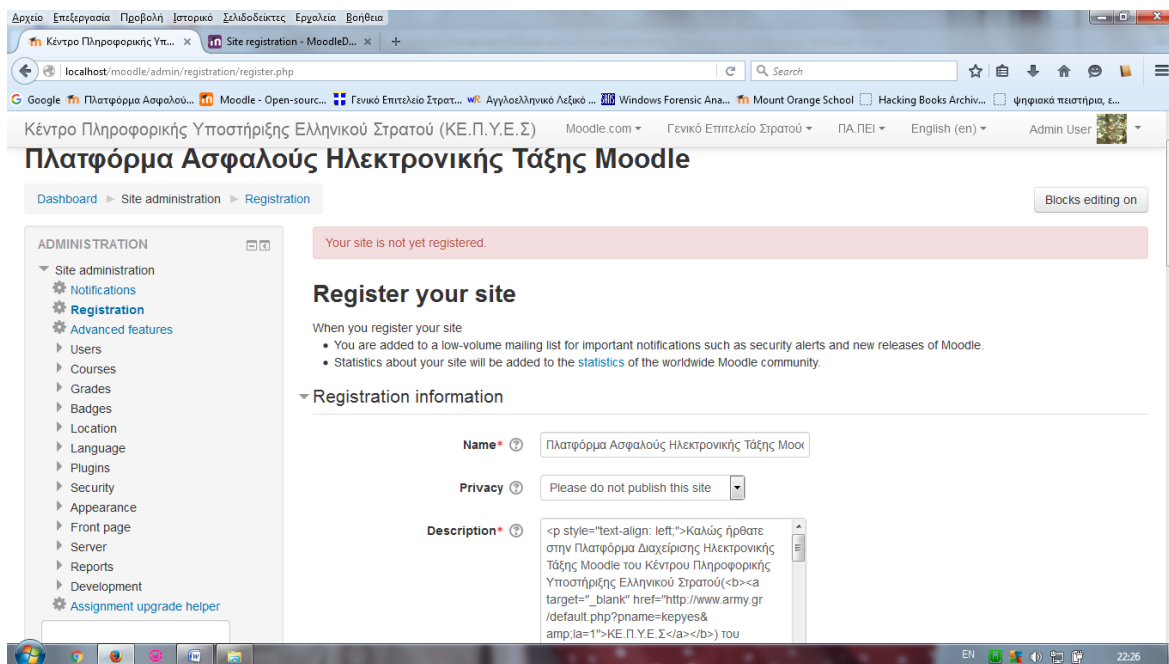 Αρχείο Επεξεργασία Προβολή Ιστορικό Σελιδοδείκτες Εργαλεία Βοήθεια
Κέντρο Πληροφορικής Υπ... × Site registration - MoodleD... × +
localhost/moodle/admin/registration/register.php Search
Google Πλατφόρμα Ασφαλού... Moodle - Open-sourc... Γενικό Επιτελείο Στρατ... Αγγλοελληνικό Λεξικό ... Windows Forensic Ana... Mount Orange School Hacking Books Archiv... ψηφιακά πειστήρια, ε...
Κέντρο Πληροφορικής Υποστήριξης Ελληνικού Στρατού (ΚΕ.Π.Υ.Ε.Σ) Moodle.com Γενικό Επιτελείο Στρατού ΠΑ.ΠΕΙ English (en) Admin User
Πλατφόρμα Ασφαλούς Ηλεκτρονικής Τάξης Moodle
Dashboard Site administration Registration Blocks editing on
ADMINISTRATION
Site administration
Notifications
Registration
Advanced features
Users
Courses
Grades
Badges
Location
Language
Plugins
Security
Appearance
Front page
Server
Reports
Development
Assignment upgrade helper
Your site is not yet registered.
Register your site
When you register your site
• You are added to a low-volume mailing list for important notifications such as security alerts and new releases of Moodle.
• Statistics about your site will be added to the statistics of the worldwide Moodle community.
Registration information
Name* Πλατφόρμα Ασφαλούς Ηλεκτρονικής Τάξης Moo
Privacy Please do not publish this site
Description* <p style="text-align: left;">Καλώς ήρθατε
στην Πλατφόρμα Διαχείρισης Ηλεκτρονικής
Τάξης Moodle του Κέντρου Πληροφορικής
Υποστήριξης Ελληνικού Στρατού(<b><a
target="_blank" href="http://www.army.gr
/default.php?pname=kepyes&
amp;la=1">ΚΕ.Π.Υ.Ε.Σ</a></b>) του
EN 22:26